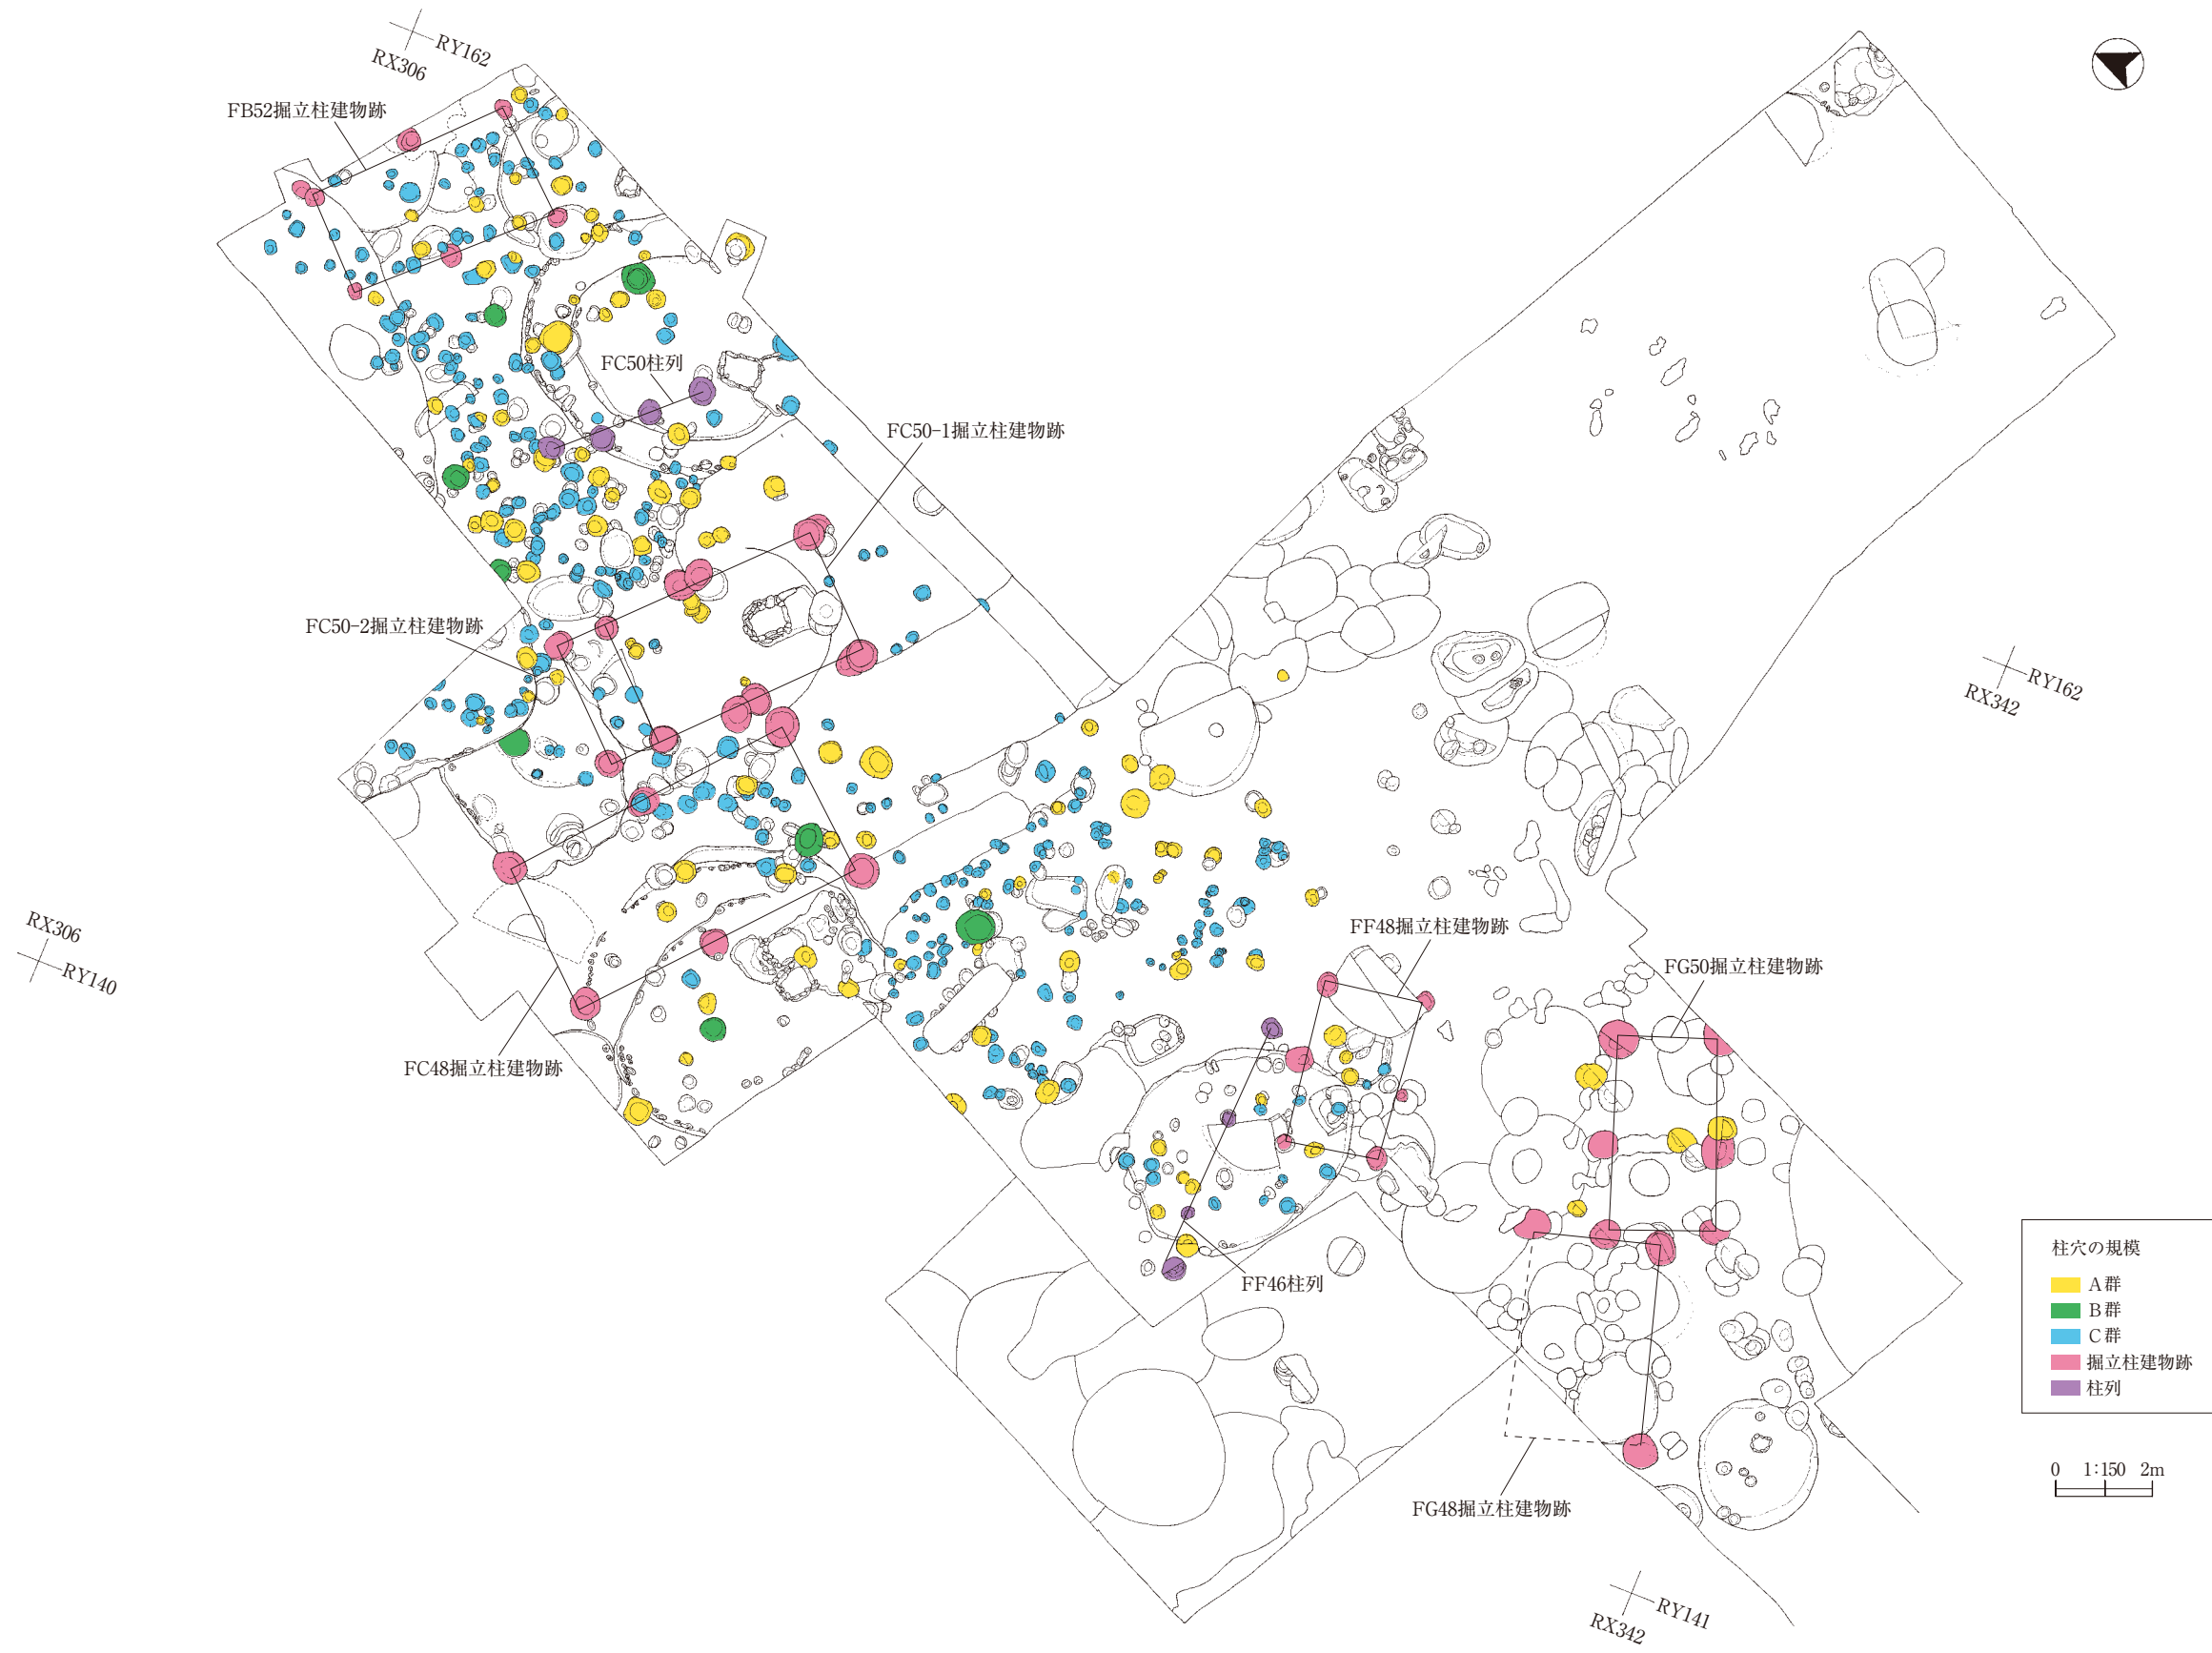 RY162
RX306
FB52掘立柱建物跡
FC50柱列
FC50-1掘立柱建物跡
FC50-2掘立柱建物跡
RY162
RX342
RX306
RY140
FF48掘立柱建物跡
FG50掘立柱建物跡
FC48掘立柱建物跡
FF46柱列
柱穴の規模
A群
B群
C群
掘立柱建物跡
柱列
0 1:150 2m
FG48掘立柱建物跡
RY141
RX342